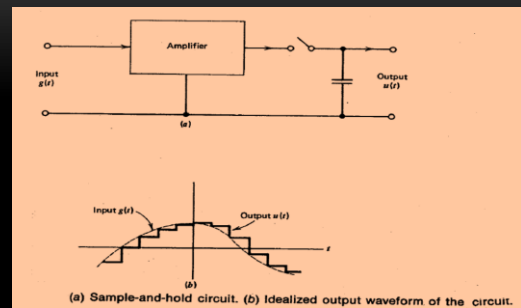 Amplifier
Input
g(t)
Output
u(t)
(a)
Input g(t)
Output u(t)
t
(b)
(a) Sample-and-hold circuit. (b) Idealized output waveform of the circuit.